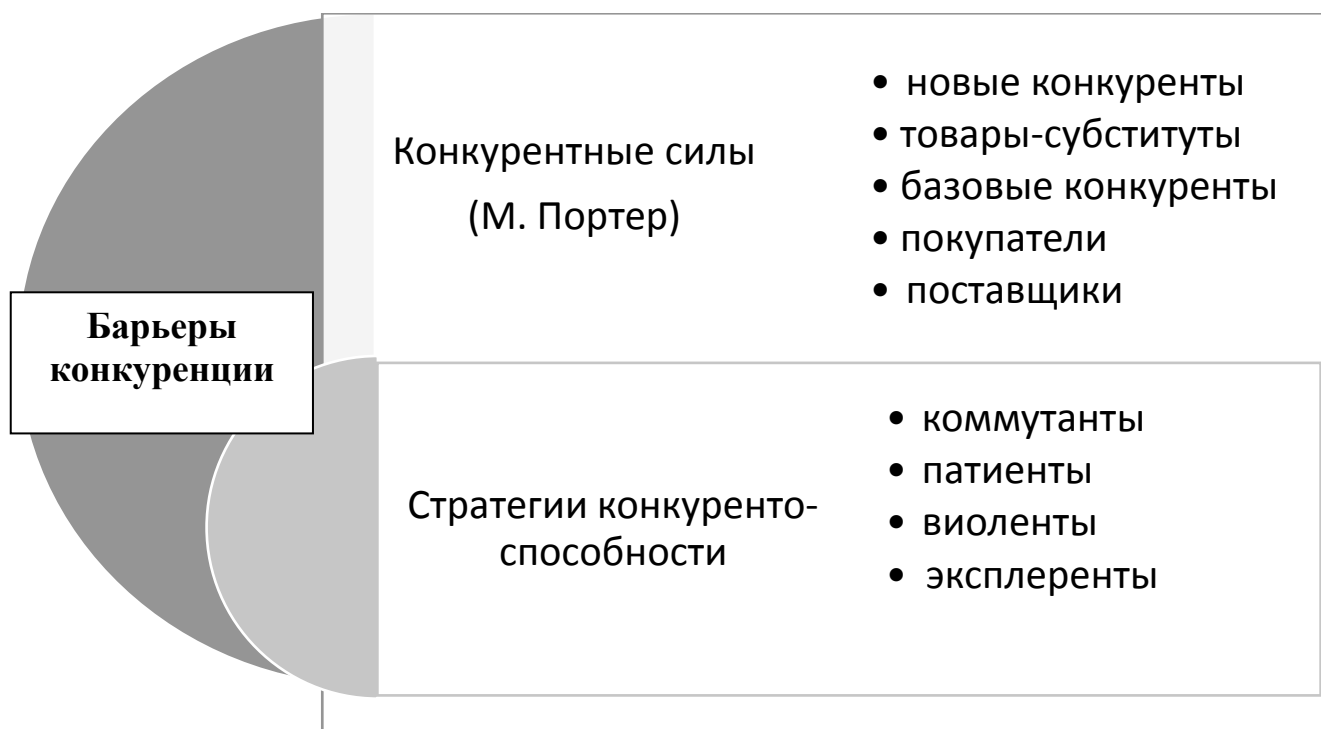 Барьеры
конкуренции
Конкурентные силы
(М. Портер)
• новые конкуренты
• товары-субституты
• базовые конкуренты
• покупатели
• поставщики
Стратегии конкуренто-
способности
• коммутанты
• патиенты
• виоленты
• эксплеренты